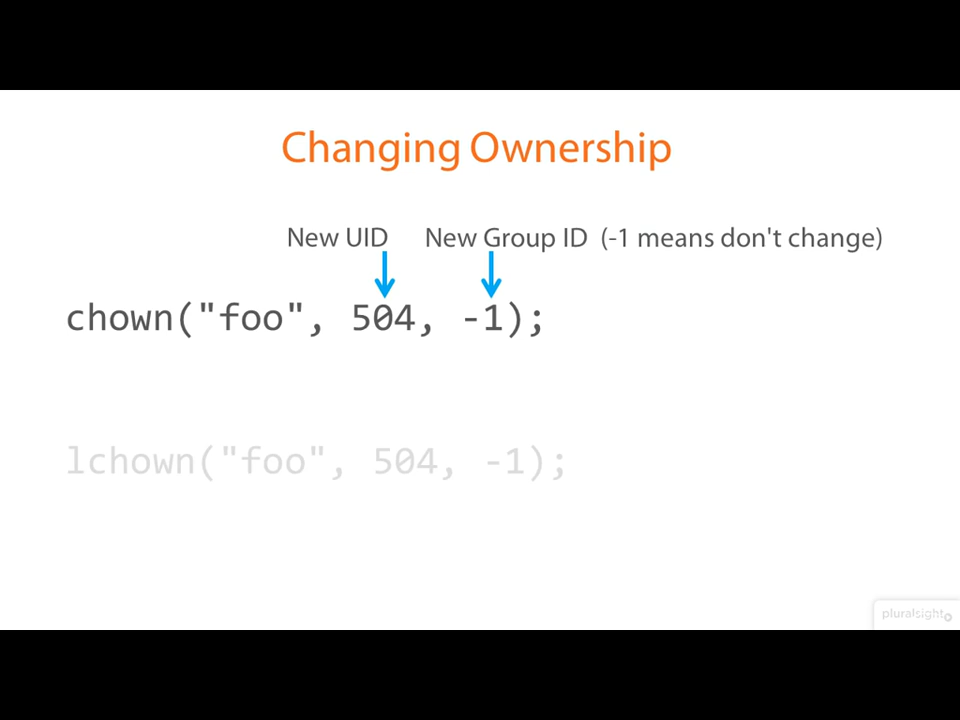 Changing Ownership
New UID New Group ID (-1 means don't change)
chown("foo", 504, -1);
lchown("foo", 504, -1);
pluralsight